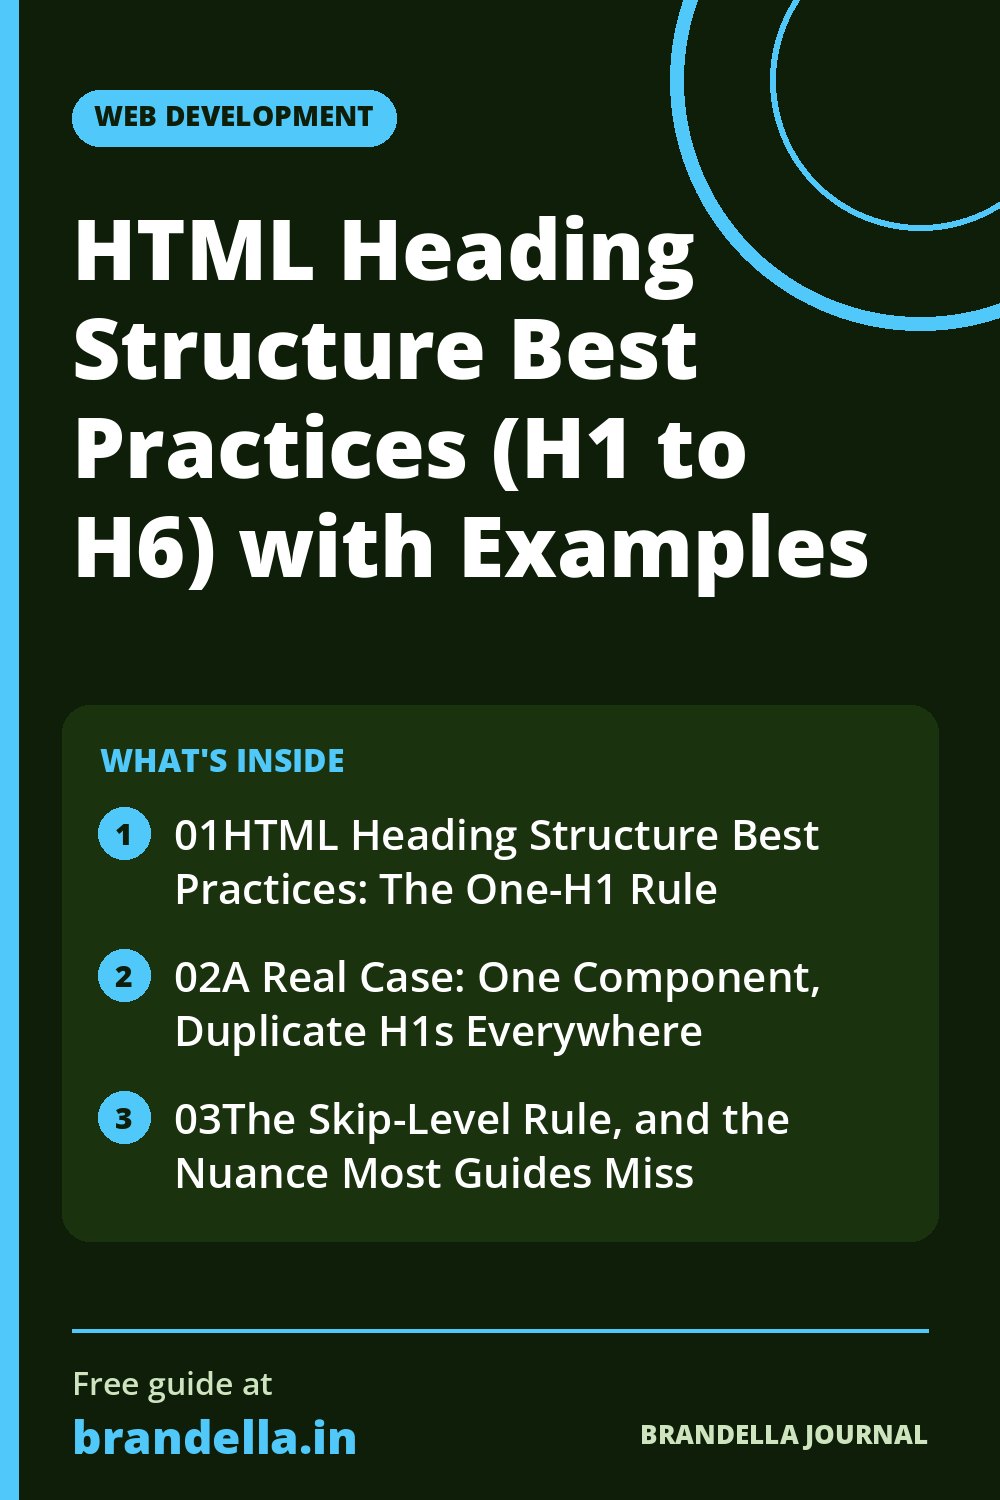 WEB DEVELOPMENT
HTML Heading
Structure Best
Practices (H1 to
H6) with Examples
WHAT'S INSIDE
1 01HTML Heading Structure Best
Practices: The One-H1 Rule
2 02A Real Case: One Component,
Duplicate H1s Everywhere
3 03The Skip-Level Rule, and the
Nuance Most Guides Miss
Free guide at
brandella.in
BRANDELLA JOURNAL